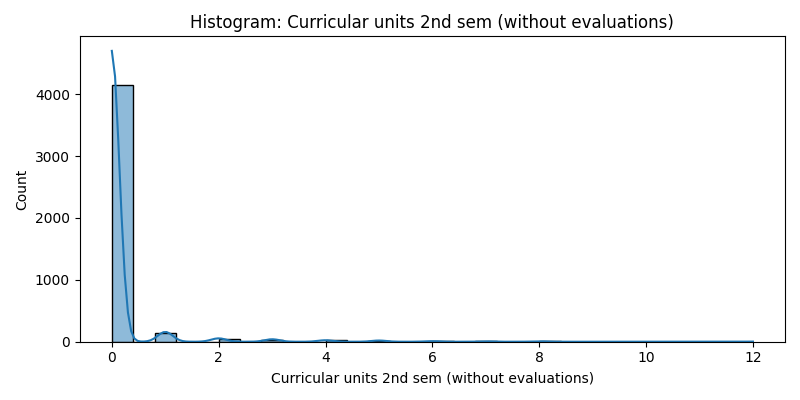 Histogram: Curricular units 2nd sem (without evaluations)
Count
4000
3000
2000
1000
0
0 2 4 6 8 10 12
Curricular units 2nd sem (without evaluations)